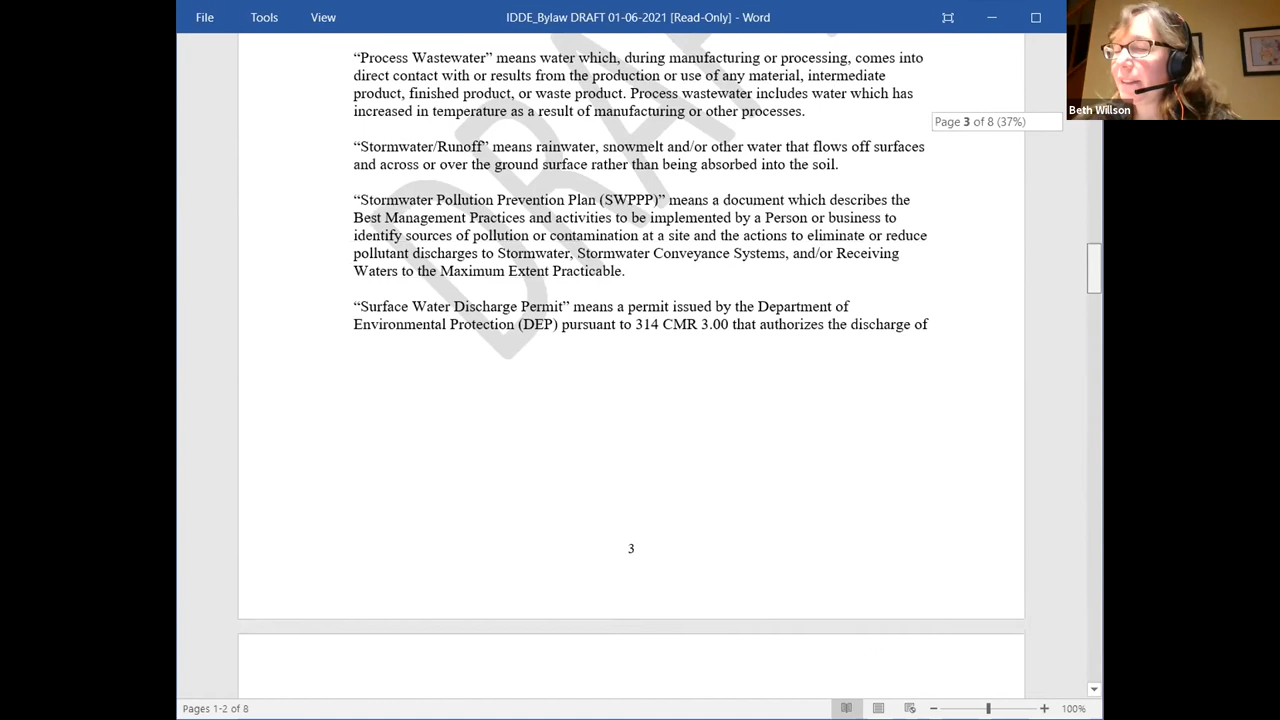 File Tools View IDDE_Bylaw DRAFT 01-06-2021 [Read-Only] - Word
Beth Willson
“Process Wastewater” means water which, during manufacturing or processing, comes into
direct contact with or results from the production or use of any material, intermediate
product, finished product, or waste product. Process wastewater includes water which has
increased in temperature as a result of manufacturing or other processes.
Page 3 of 8 (37%)
“Stormwater/Runoff” means rainwater, snowmelt and/or other water that flows off surfaces
and across or over the ground surface rather than being absorbed into the soil.
“Stormwater Pollution Prevention Plan (SWPPP)” means a document which describes the
Best Management Practices and activities to be implemented by a Person or business to
identify sources of pollution or contamination at a site and the actions to eliminate or reduce
pollutant discharges to Stormwater, Stormwater Conveyance Systems, and/or Receiving
Waters to the Maximum Extent Practicable.
“Surface Water Discharge Permit” means a permit issued by the Department of
Environmental Protection (DEP) pursuant to 314 CMR 3.00 that authorizes the discharge of
DRAF
3
Pages 1-2 of 8 100%